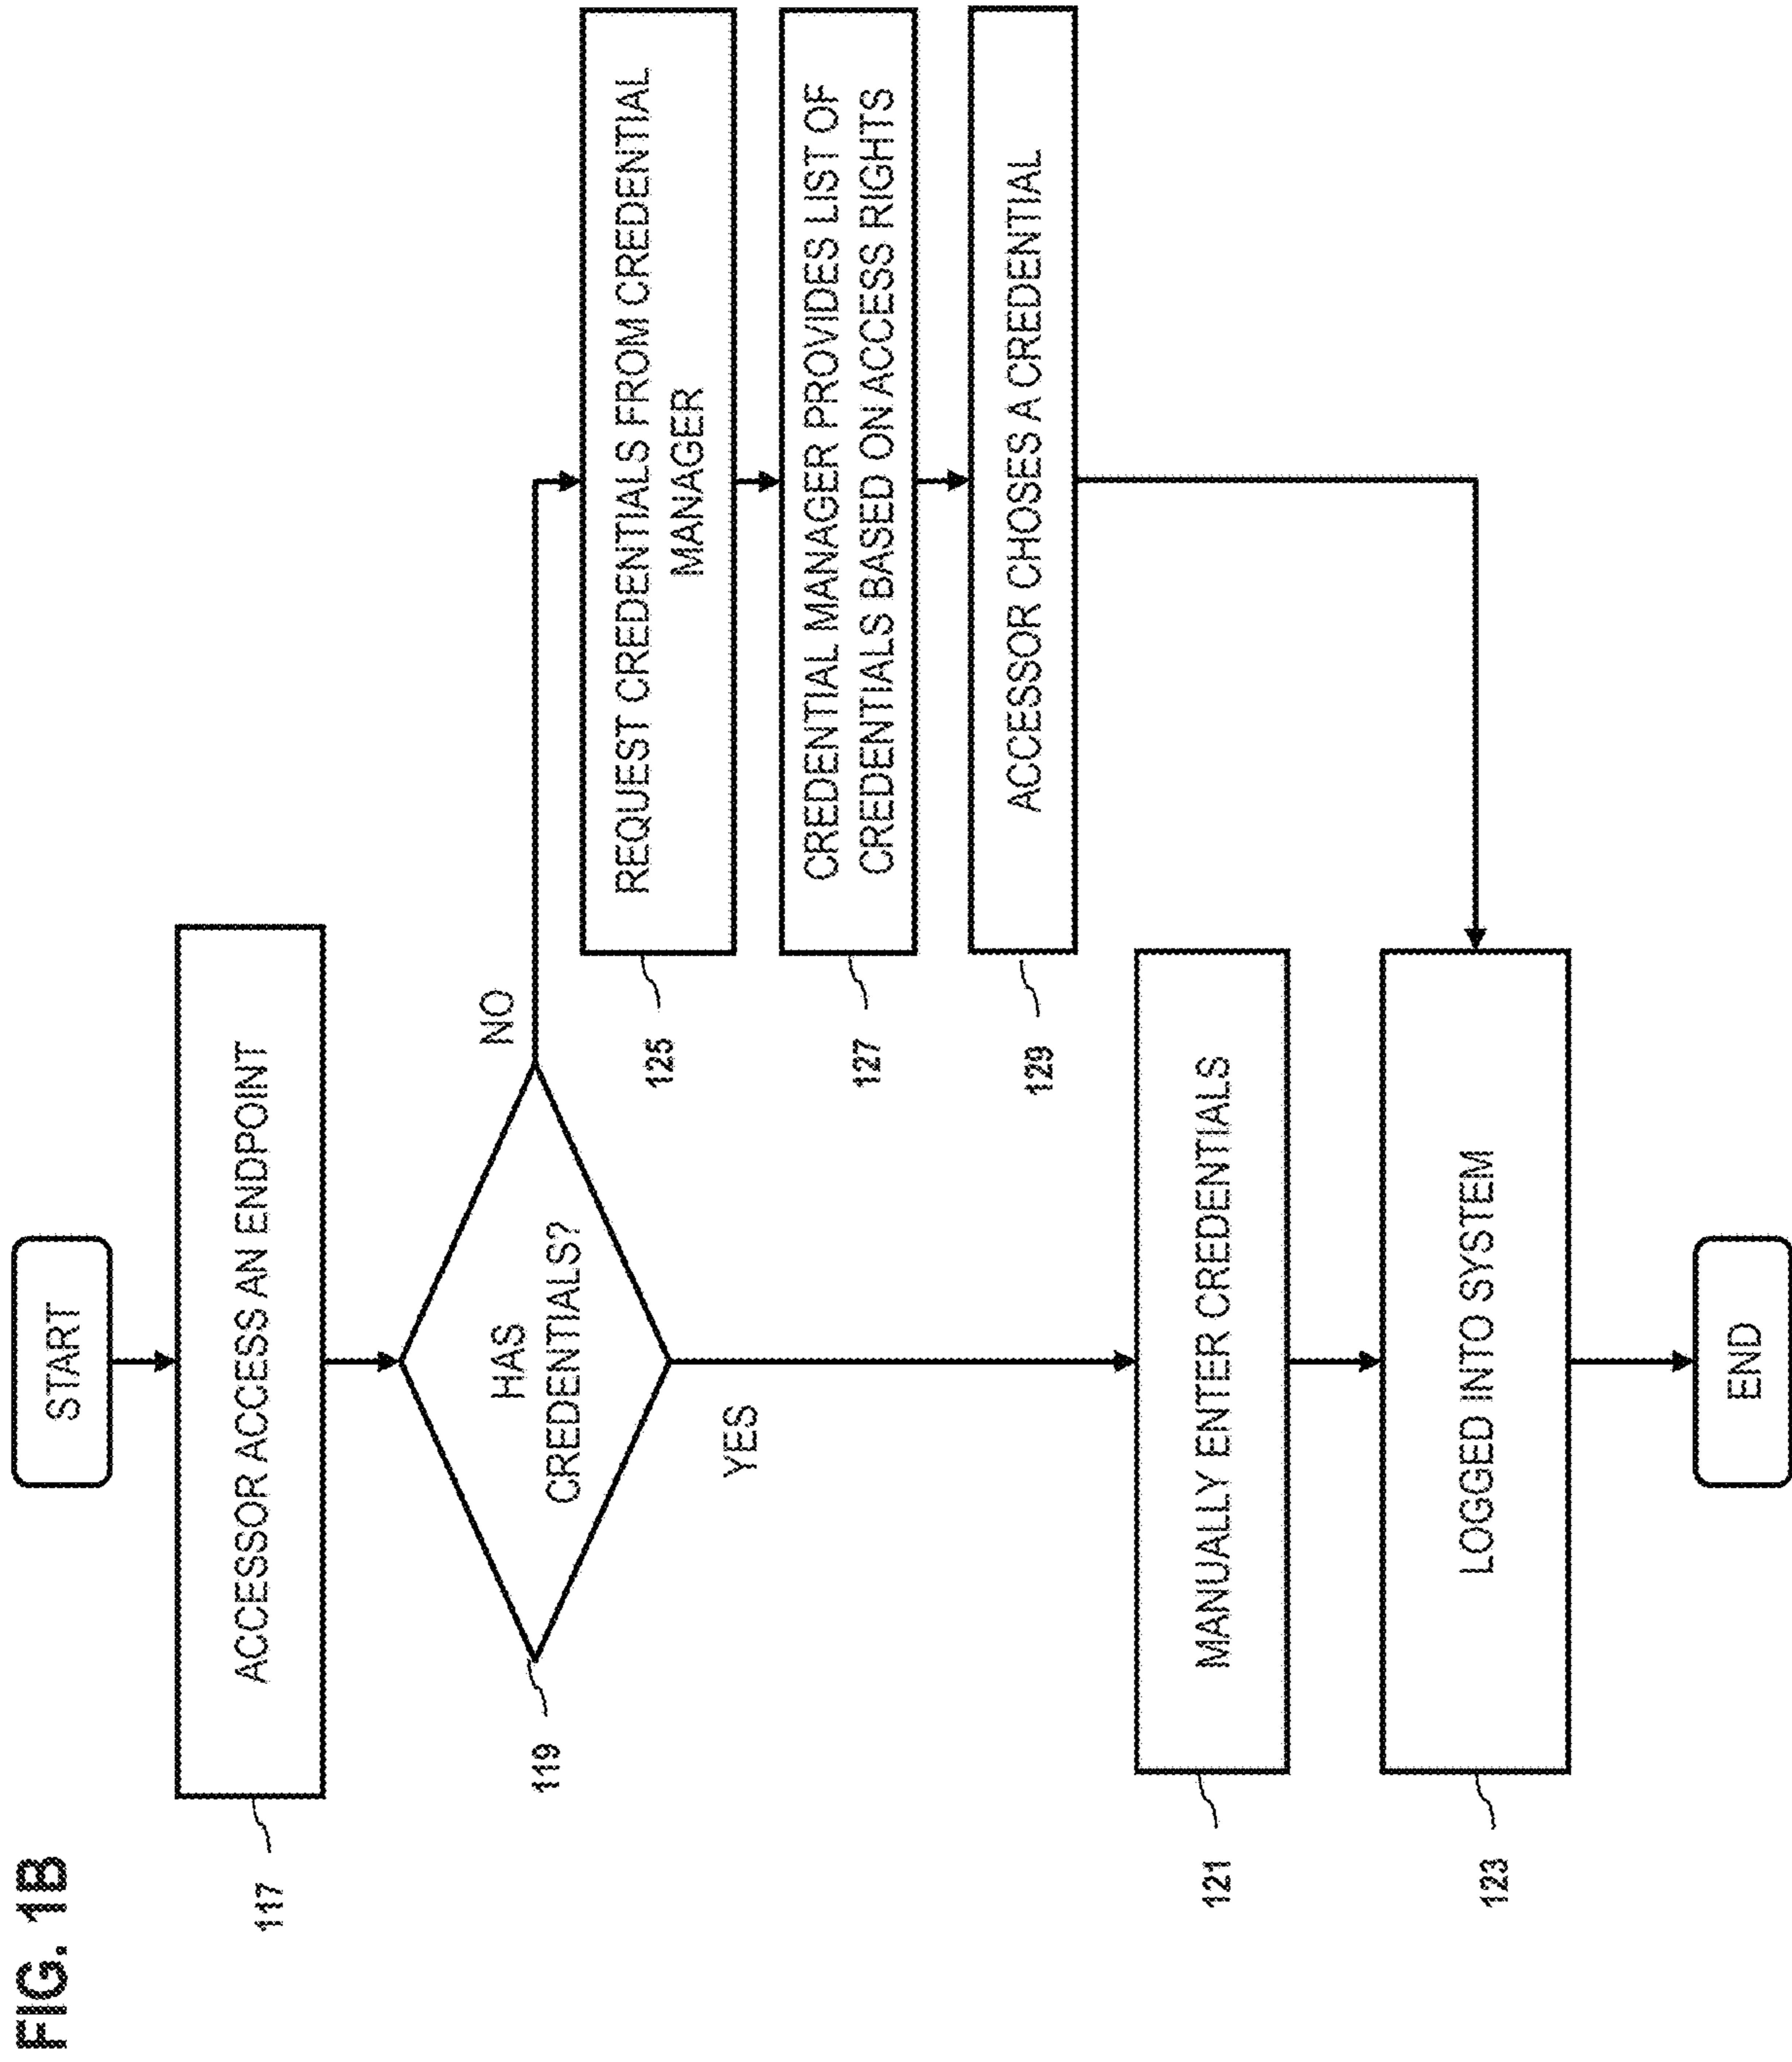 FIG. 1B
START
ACCESSOR ACCESS AN ENDPOINT
117
HAS
CREDENTIALS?
119
NO
YES
REQUEST CREDENTIALS FROM CREDENTIAL
MANAGER
125
CREDENTIAL MANAGER PROVIDES LIST OF
CREDENTIALS BASED ON ACCESS RIGHTS
127
ACCESSOR CHOSES A CREDENTIAL
129
MANUALLY ENTER CREDENTIALS
121
LOGGED INTO SYSTEM
123
END